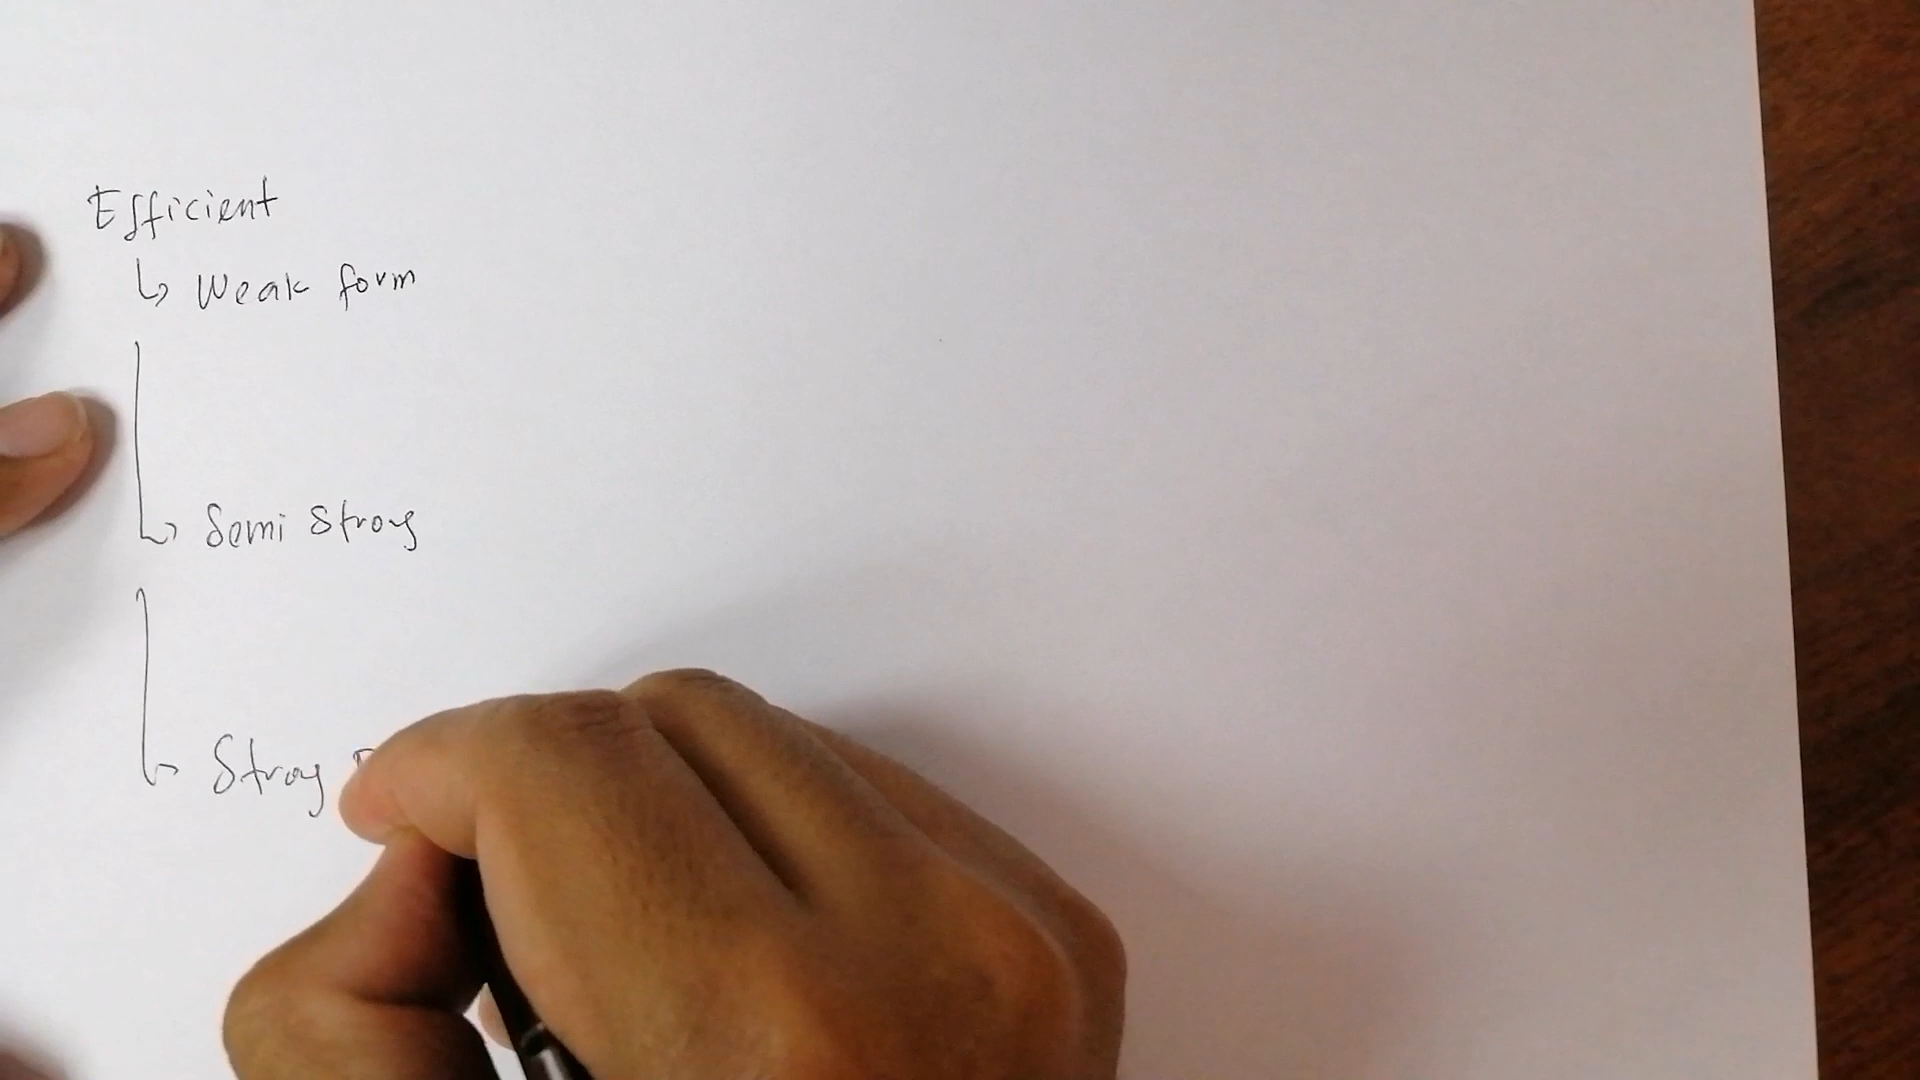 Efficient
↳ Weak form
↳ Semi Strong
↳ Strong